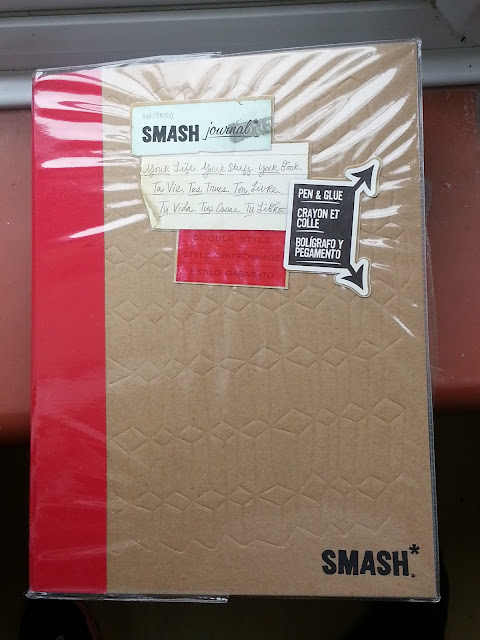 SMASH journal*
Your Life. Your Stuff. Your Book.
Ta Vie. Tes Trucs. Ton Livre.
Tu Vida. Tus Cosas. Tu Libro.
DOODLE STYLE
STYLE GRIFFONNAGE
ESTILO GARABATO
PEN & GLUE
CRAYON ET
COLLE
BOLÍGRAFO Y
PEGAMENTO
SMASH*